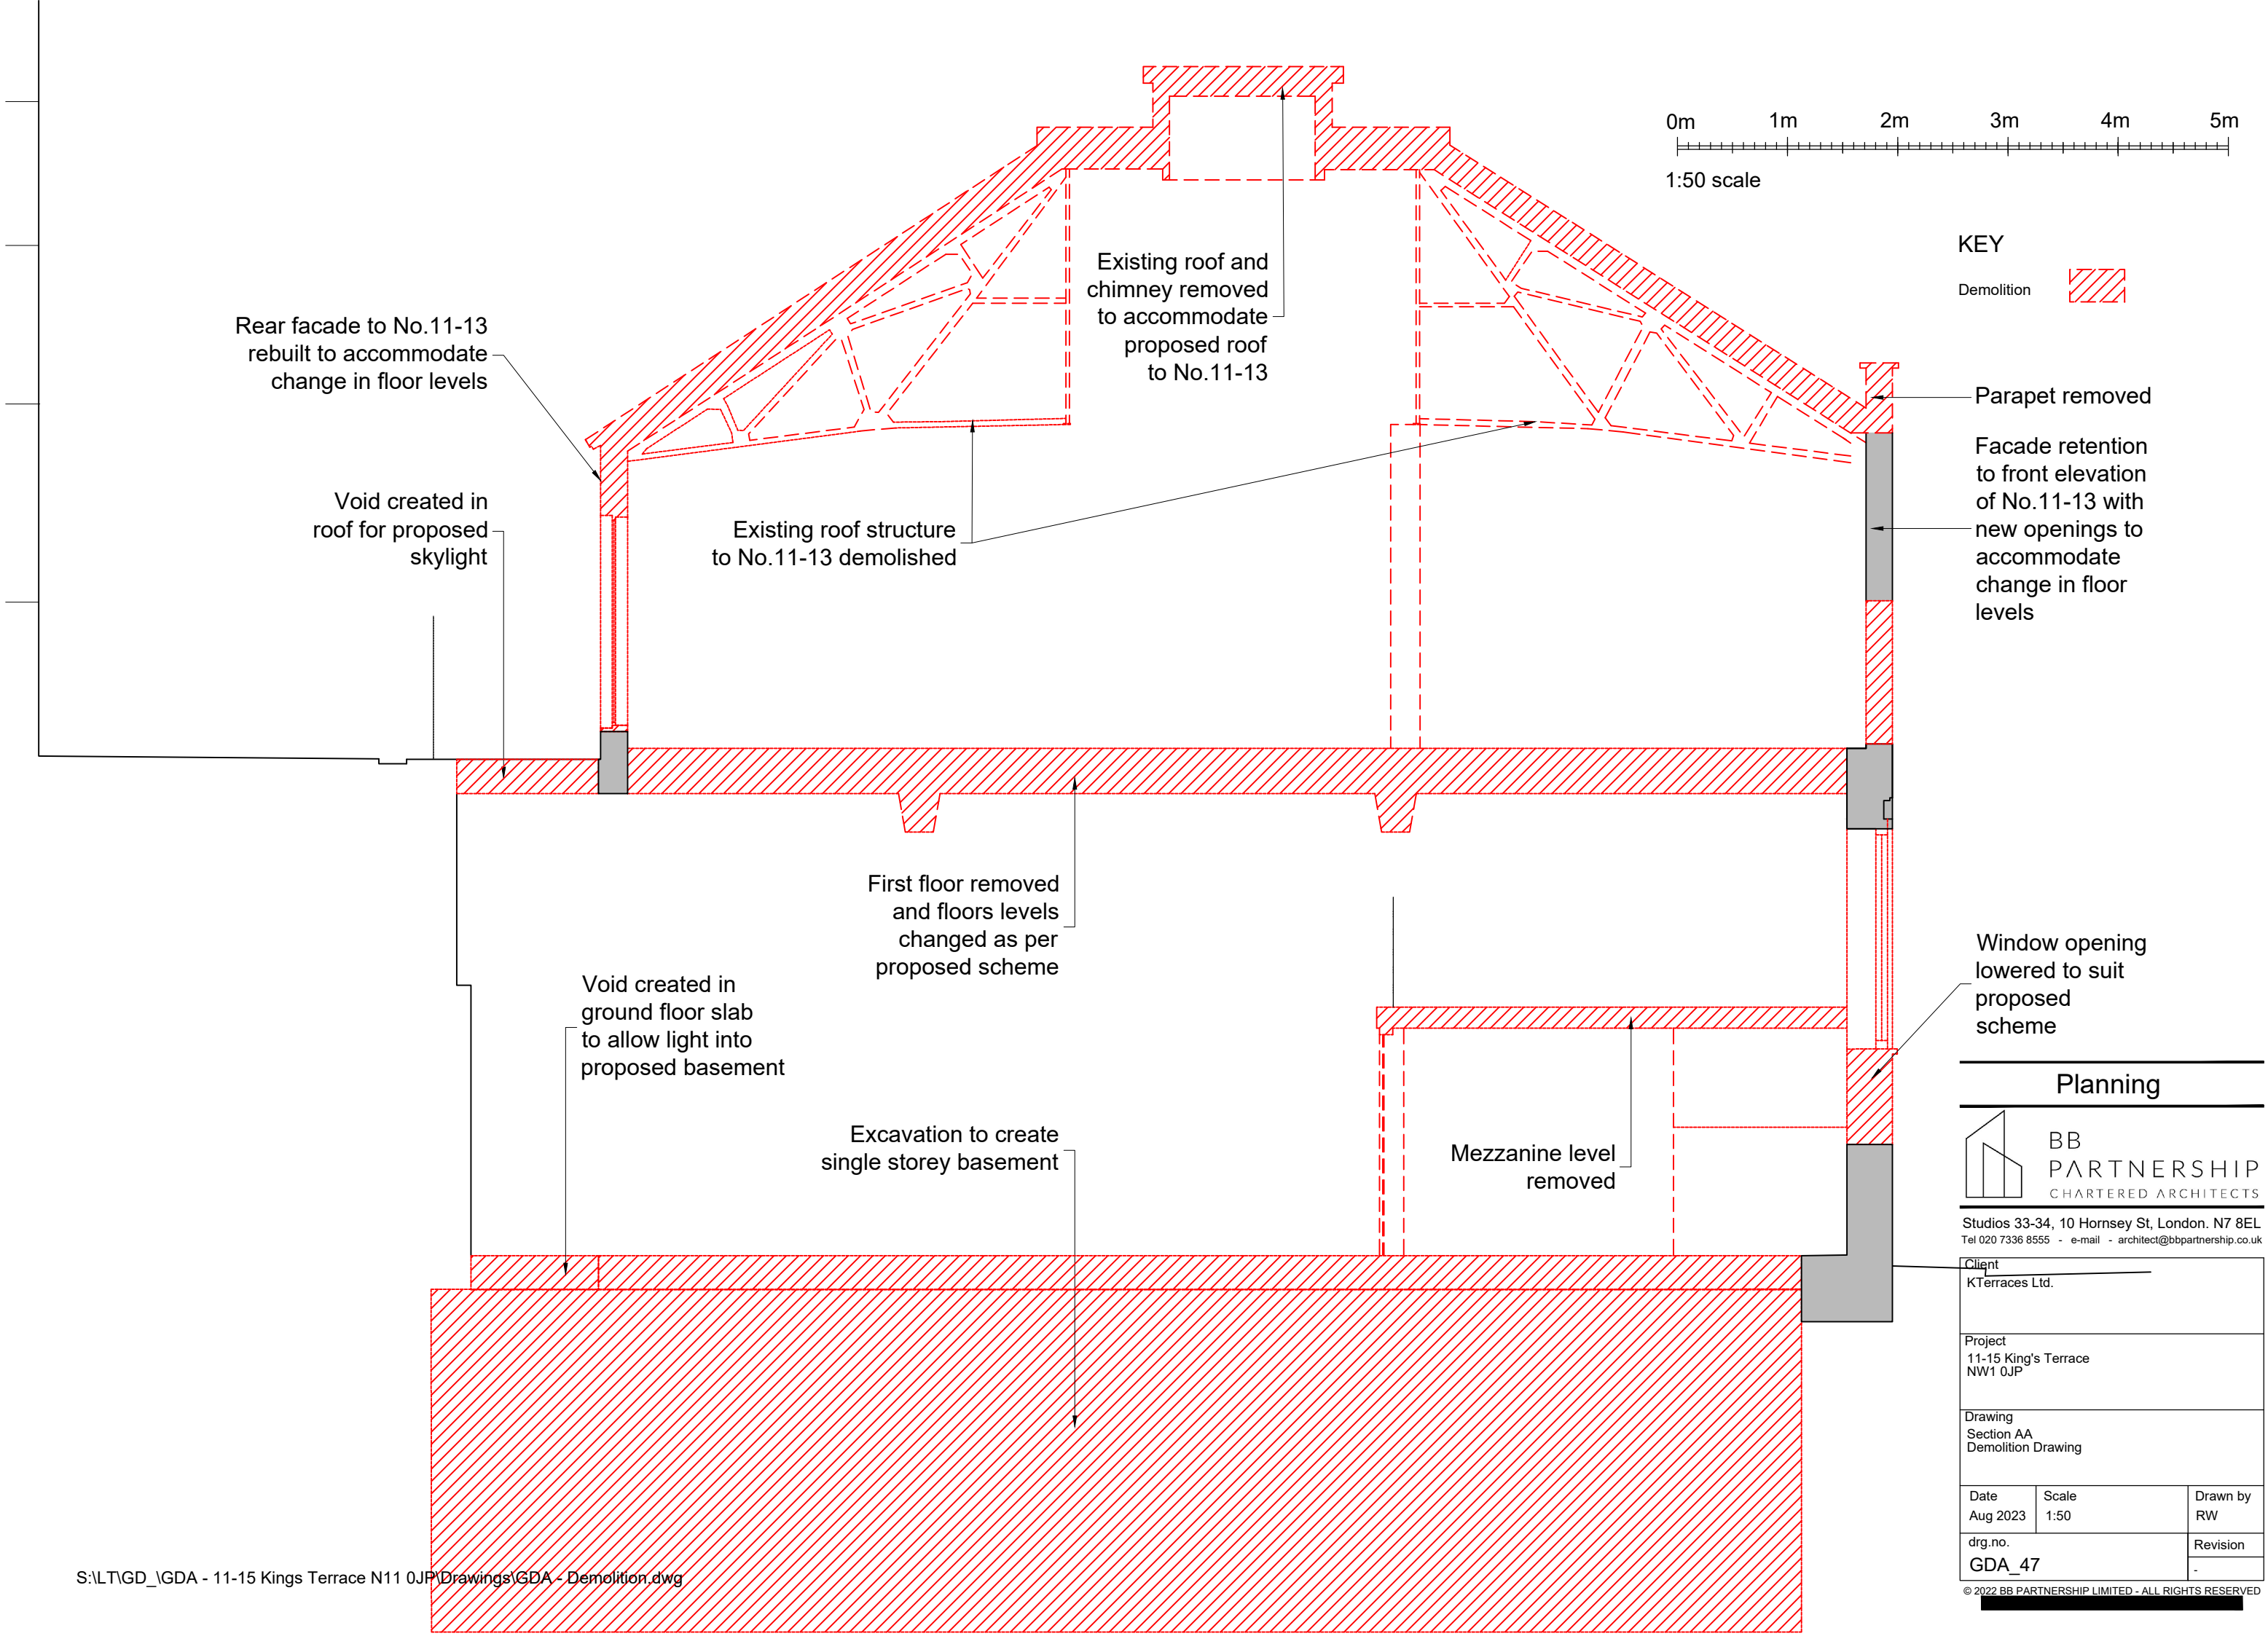 0m 1m 2m 3m 4m 5m
1:50 scale
KEY
Demolition
Existing roof and
chimney removed
to accommodate
proposed roof
to No.11-13
Rear facade to No.11-13
rebuilt to accommodate
change in floor levels
Parapet removed
Facade retention
to front elevation
of No.11-13 with
new openings to
accommodate
change in floor
levels
Void created in
roof for proposed
skylight
Existing roof structure
to No.11-13 demolished
First floor removed
and floors levels
changed as per
proposed scheme
Window opening
lowered to suit
proposed
scheme
Void created in
ground floor slab
to allow light into
proposed basement
Excavation to create
single storey basement
Mezzanine level
removed
Planning
BB
PARTNERSHIP
CHARTERED ARCHITECTS
Studios 33-34, 10 Hornsey St, London. N7 8EL
Tel 020 7336 8555 - e-mail - architect@bbpartnership.co.uk
Client
KTerraces Ltd.
Project
11-15 King's Terrace
NW1 0JP
Drawing
Section AA
Demolition Drawing
Date Scale Drawn by
Aug 2023 1:50 RW
drg.no. Revision
GDA_47 -
© 2022 BB PARTNERSHIP LIMITED - ALL RIGHTS RESERVED
S:\LT\GD_\GDA - 11-15 Kings Terrace N11 0JP\Drawings\GDA - Demolition.dwg